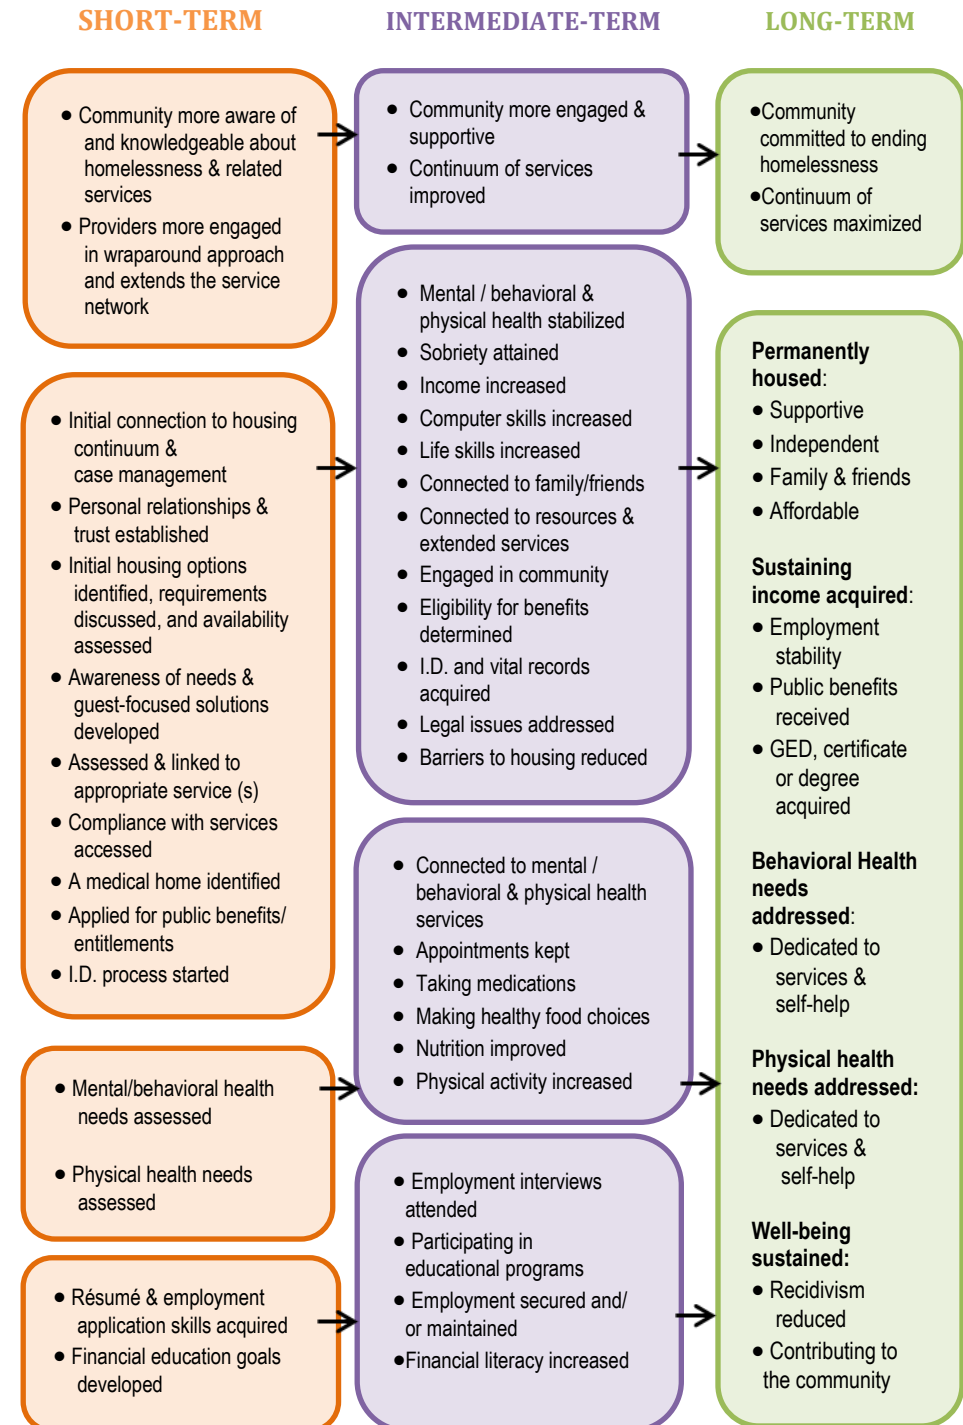 SHORT-TERM
INTERMEDIATE-TERM
LONG-TERM
• Community more aware of
and knowledgeable about
homelessness & related
services
• Providers more engaged
in wraparound approach
and extends the service
network
• Community more engaged &
supportive
• Continuum of services
improved
•Community
committed to ending
homelessness
•Continuum of
services maximized
• Initial connection to housing
continuum &
case management
• Personal relationships &
trust established
• Initial housing options
identified, requirements
discussed, and availability
assessed
• Awareness of needs &
guest-focused solutions
developed
• Assessed & linked to
appropriate service (s)
• Compliance with services
accessed
• A medical home identified
• Applied for public benefits/
entitlements
• I.D. process started
• Mental / behavioral &
physical health stabilized
• Sobriety attained
• Income increased
• Computer skills increased
• Life skills increased
• Connected to family/friends
• Connected to resources &
extended services
• Engaged in community
• Eligibility for benefits
determined
• I.D. and vital records
acquired
• Legal issues addressed
• Barriers to housing reduced
• Mental/behavioral health
needs assessed
• Physical health needs
assessed
• Connected to mental /
behavioral & physical health
services
• Appointments kept
• Taking medications
• Making healthy food choices
• Nutrition improved
• Physical activity increased
• Résumé & employment
application skills acquired
• Financial education goals
developed
• Employment interviews
attended
• Participating in
educational programs
• Employment secured and/
or maintained
•Financial literacy increased
Permanently
housed:
• Supportive
• Independent
• Family & friends
• Affordable
Sustaining
income acquired:
• Employment
stability
• Public benefits
received
• GED, certificate
or degree
acquired
Behavioral Health
needs
addressed:
• Dedicated to
services &
self-help
Physical health
needs addressed:
• Dedicated to
services &
self-help
Well-being
sustained:
• Recidivism
reduced
• Contributing to
the community